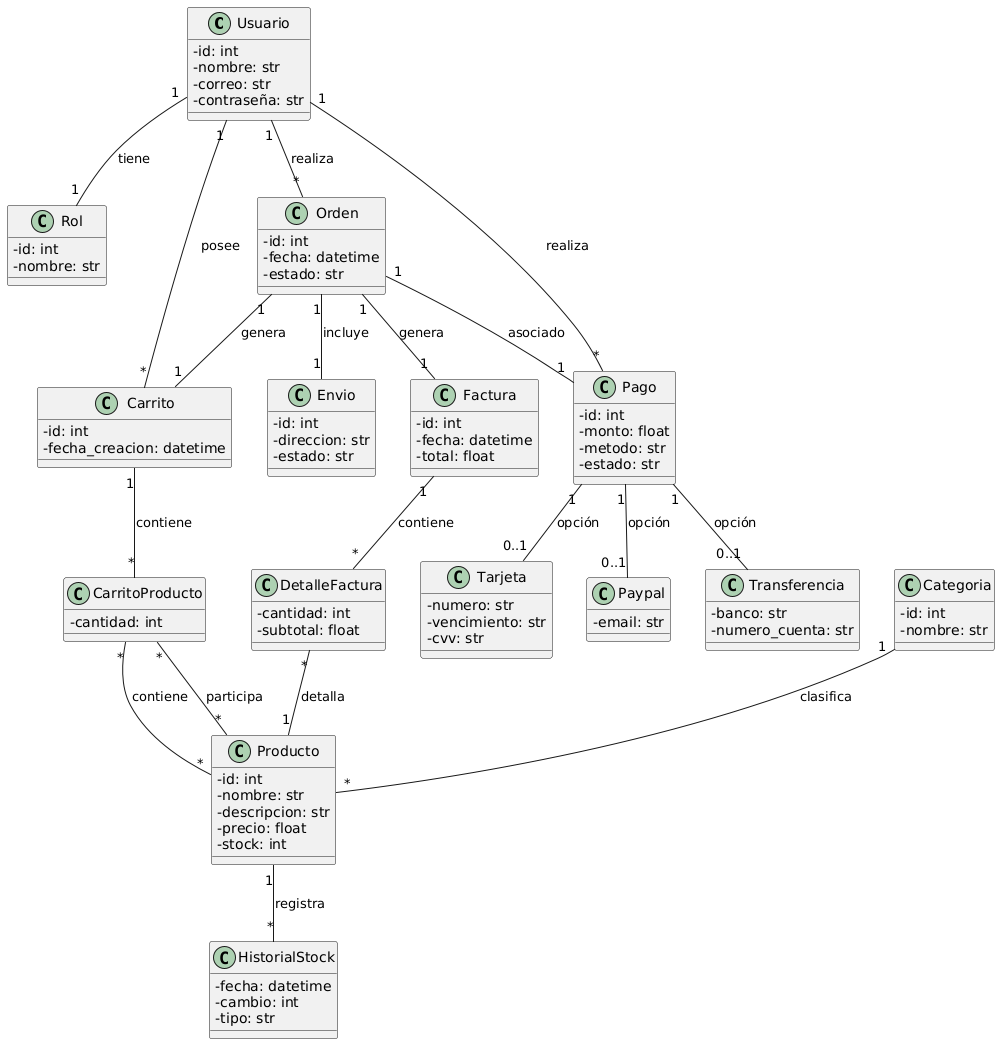 C Usuario
-id: int
-nombre: str
-correo: str
-contraseña: str
1
1
1
1
tiene
realiza
1
*
C Rol
-id: int
-nombre: str
C Orden
-id: int
-fecha: datetime
-estado: str
posee
realiza
1
1
1
1
genera
incluye
genera
asociado
*
1
1
1
1
*
C Carrito
-id: int
-fecha_creacion: datetime
C Envio
-id: int
-direccion: str
-estado: str
C Factura
-id: int
-fecha: datetime
-total: float
C Pago
-id: int
-monto: float
-metodo: str
-estado: str
1
1
1
1
1
contiene
contiene
opción
opción
opción
*
*
0..1
0..1
0..1
C CarritoProducto
-cantidad: int
C DetalleFactura
-cantidad: int
-subtotal: float
C Tarjeta
-numero: str
-vencimiento: str
-cvv: str
C Paypal
-email: str
C Transferencia
-banco: str
-numero_cuenta: str
C Categoria
-id: int
-nombre: str
*
*
*
1
contiene
participa
detalla
clasifica
*
*
1
*
C Producto
-id: int
-nombre: str
-descripcion: str
-precio: float
-stock: int
1
registra
*
C HistorialStock
-fecha: datetime
-cambio: int
-tipo: str